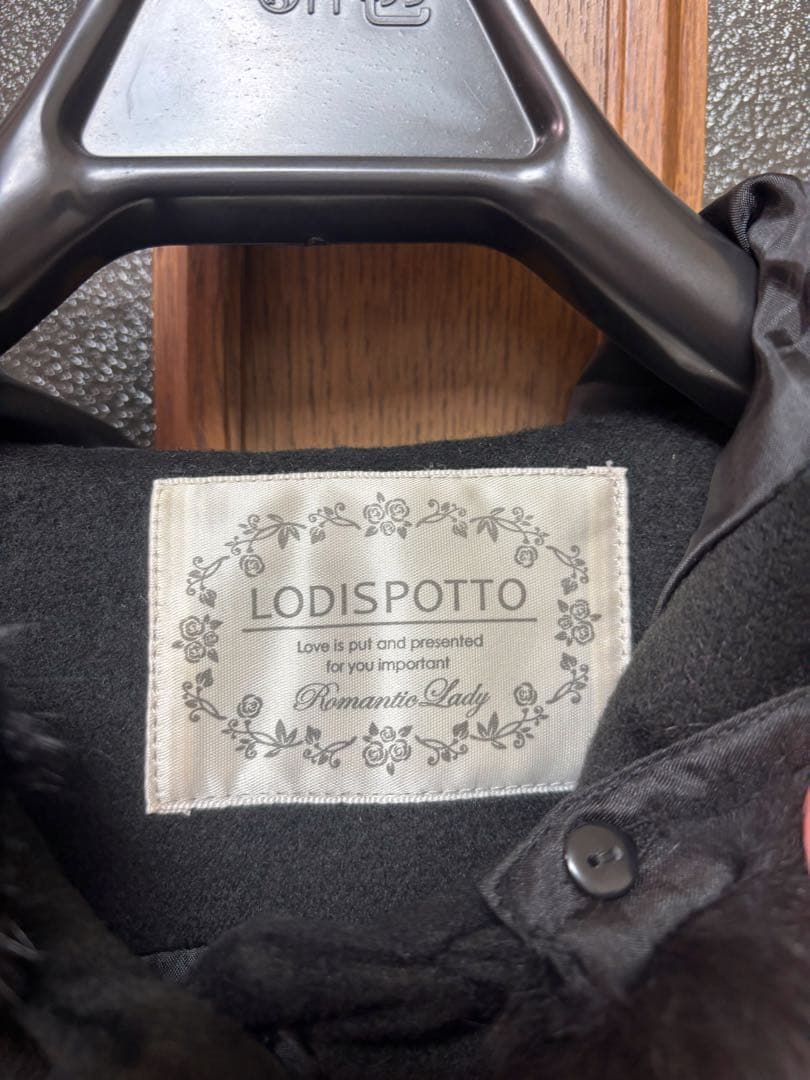 LODISPOTTO
Love is put and presented
for you important
Romantic Lady